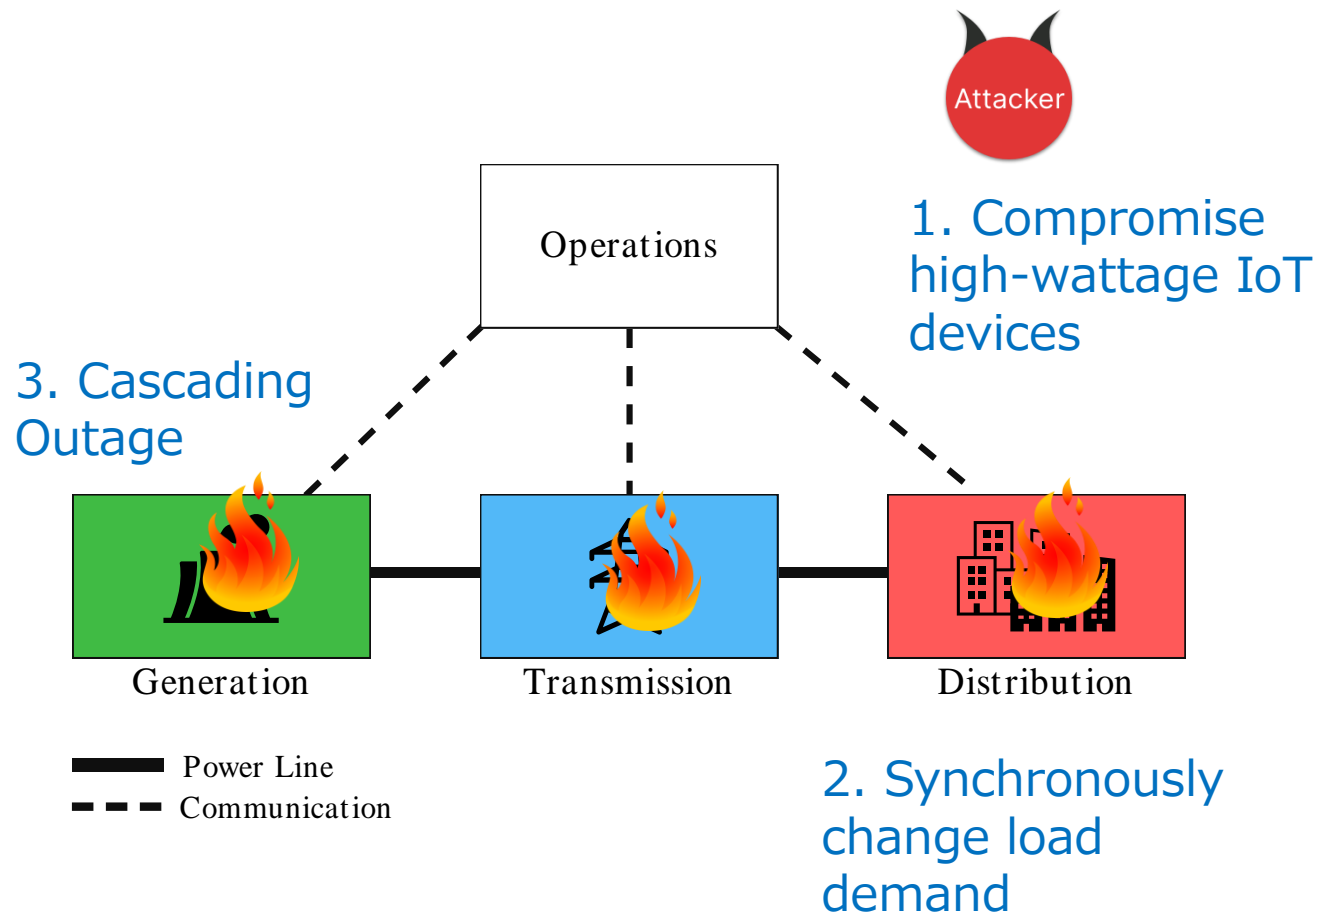 Attacker
Operations
1. Compromise
high-wattage IoT
devices
3. Cascading
Outage
Generation
Transmission
Distribution
Power Line
Communication
2. Synchronously
change load
demand